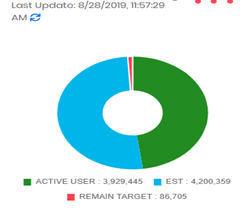 Last Update: 8/28/2019, 11:57:29
AM
ACTIVE USER : 3,929,445 EST : 4,200,359
REMAIN TARGET : 86,705